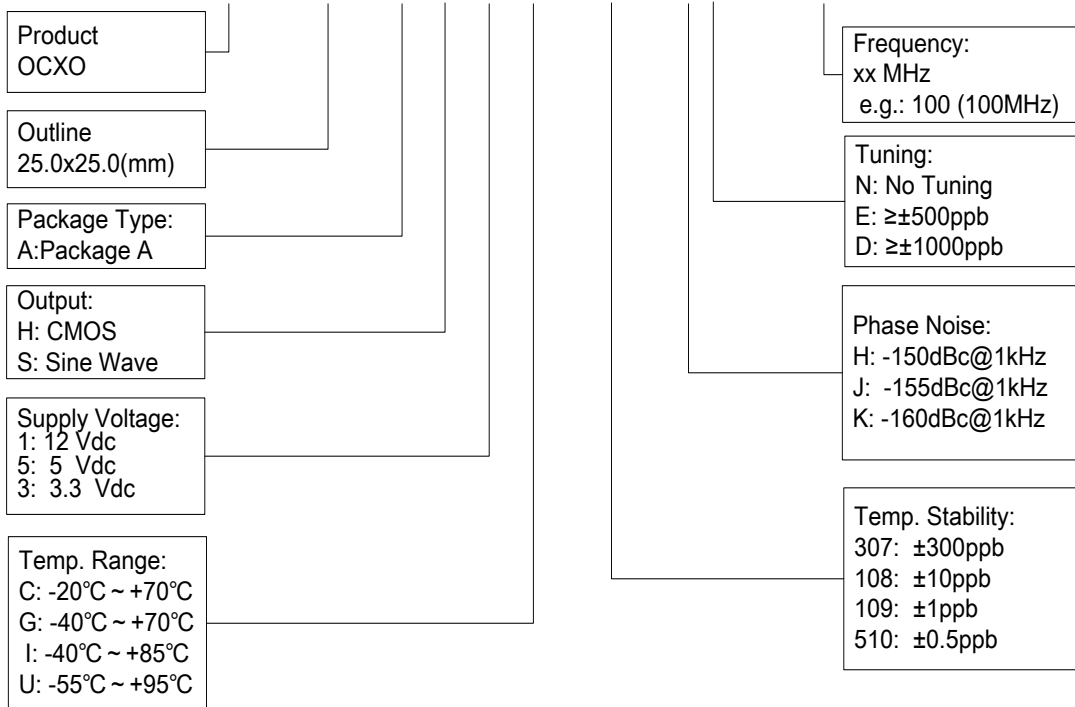 Product
OCXO
Outline
25.0x25.0(mm)
Package Type:
A:Package A
Output:
H: CMOS
S: Sine Wave
Supply Voltage:
1: 12 Vdc
5: 5 Vdc
3: 3.3 Vdc
Temp. Range:
C: -20℃ ~ +70℃
G: -40℃ ~ +70℃
I: -40℃ ~ +85℃
U: -55℃ ~ +95℃
Frequency:
xx MHz
e.g.: 100 (100MHz)
Tuning:
N: No Tuning
E: ≥±500ppb
D: ≥±1000ppb
Phase Noise:
H: -150dBc@1kHz
J: -155dBc@1kHz
K: -160dBc@1kHz
Temp. Stability:
307: ±300ppb
108: ±10ppb
109: ±1ppb
510: ±0.5ppb